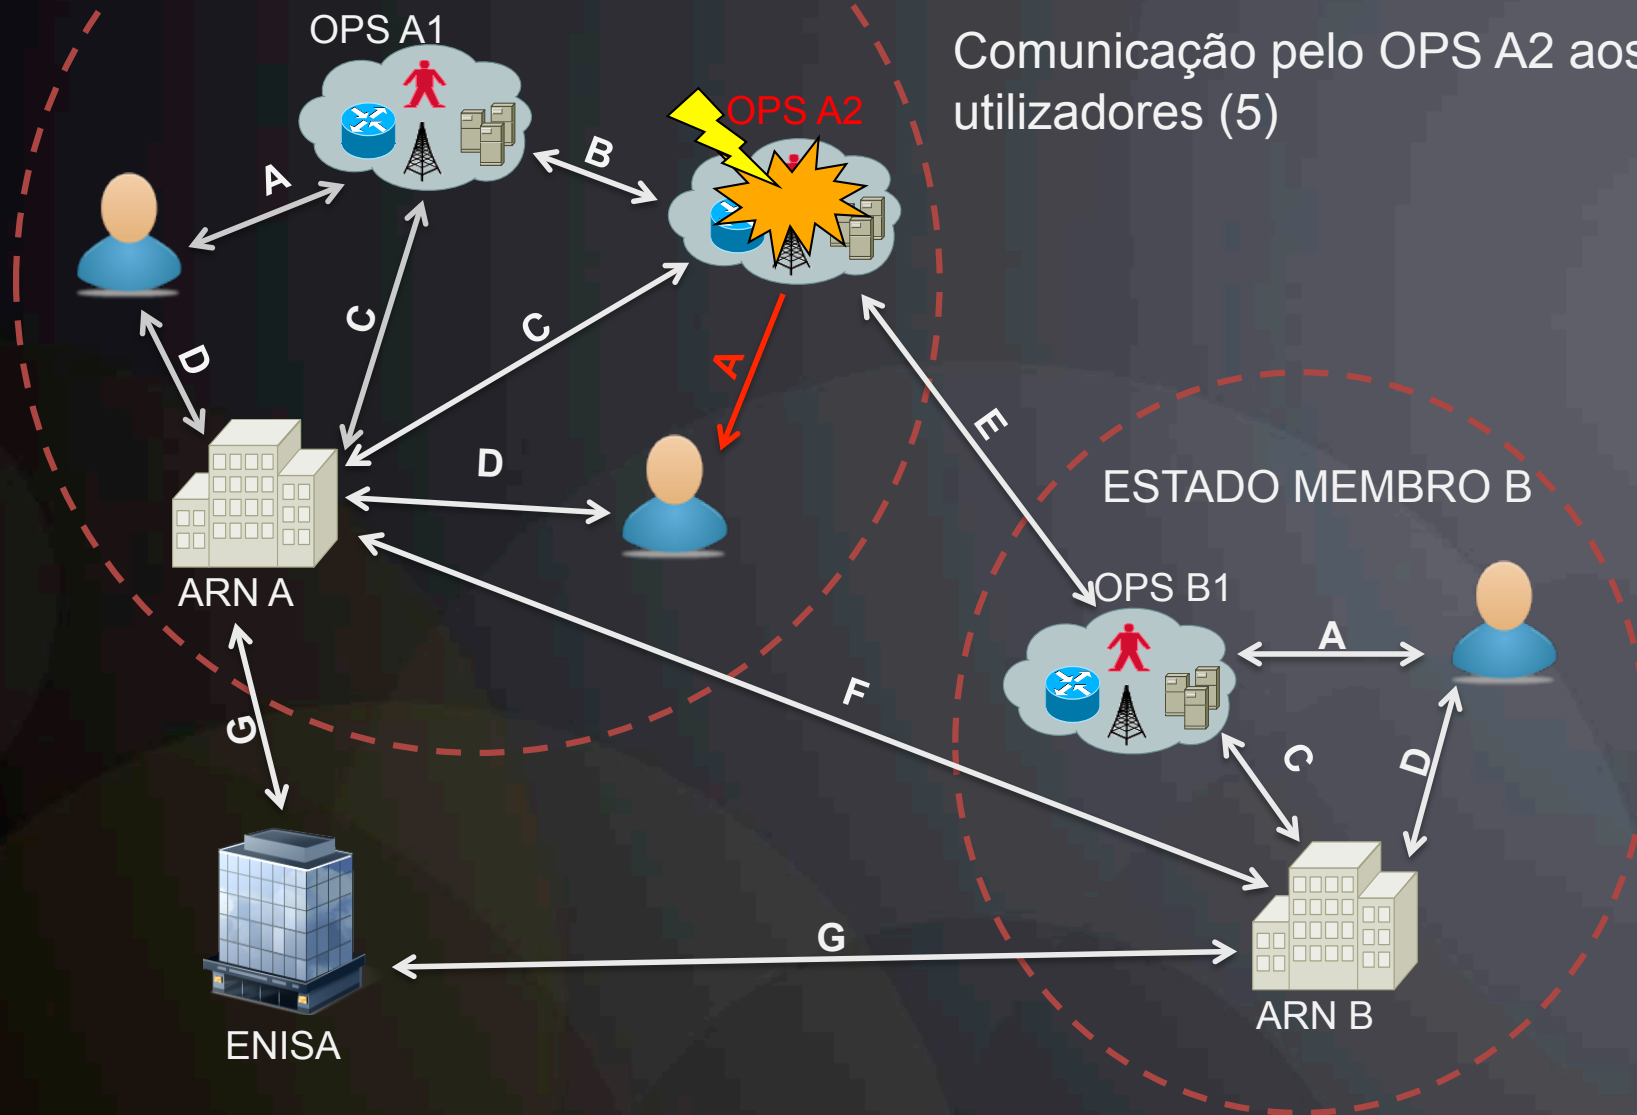 OPS A1
Comunicação pelo OPS A2 aos
utilizadores (5)
OPS A2
B
A
C
C
A
D
D
E
ESTADO MEMBRO B
ARN A
OPS B1
A
F
G
C
D
G
ARN B
ENISA